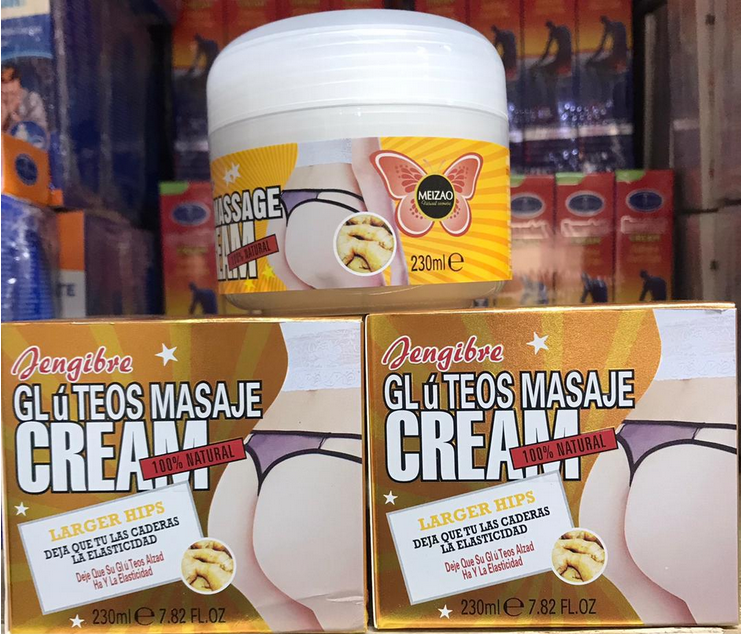 MASSAGE
100% NATURAL
MEIZAO
230ml e
Jengibre
GLúTEOS MASAJE
CREAM
100% NATURAL
LARGER HIPS
DEJA QUE TU LAS CADERAS
LA ELASTICIDAD
Deje Que Su Glú Teos Alzad
Ha Y La Elasticidad
230ml e 7.82 FL.OZ
Jengibre
GLúTEOS MASAJE
CREAM
100% NATURAL
LARGER HIPS
DEJA QUE TU LAS CADERAS
LA ELASTICIDAD
Deje Que Su Glú Teos Alzad
Ha Y La Elasticidad
230ml e 7.82 FL.OZ